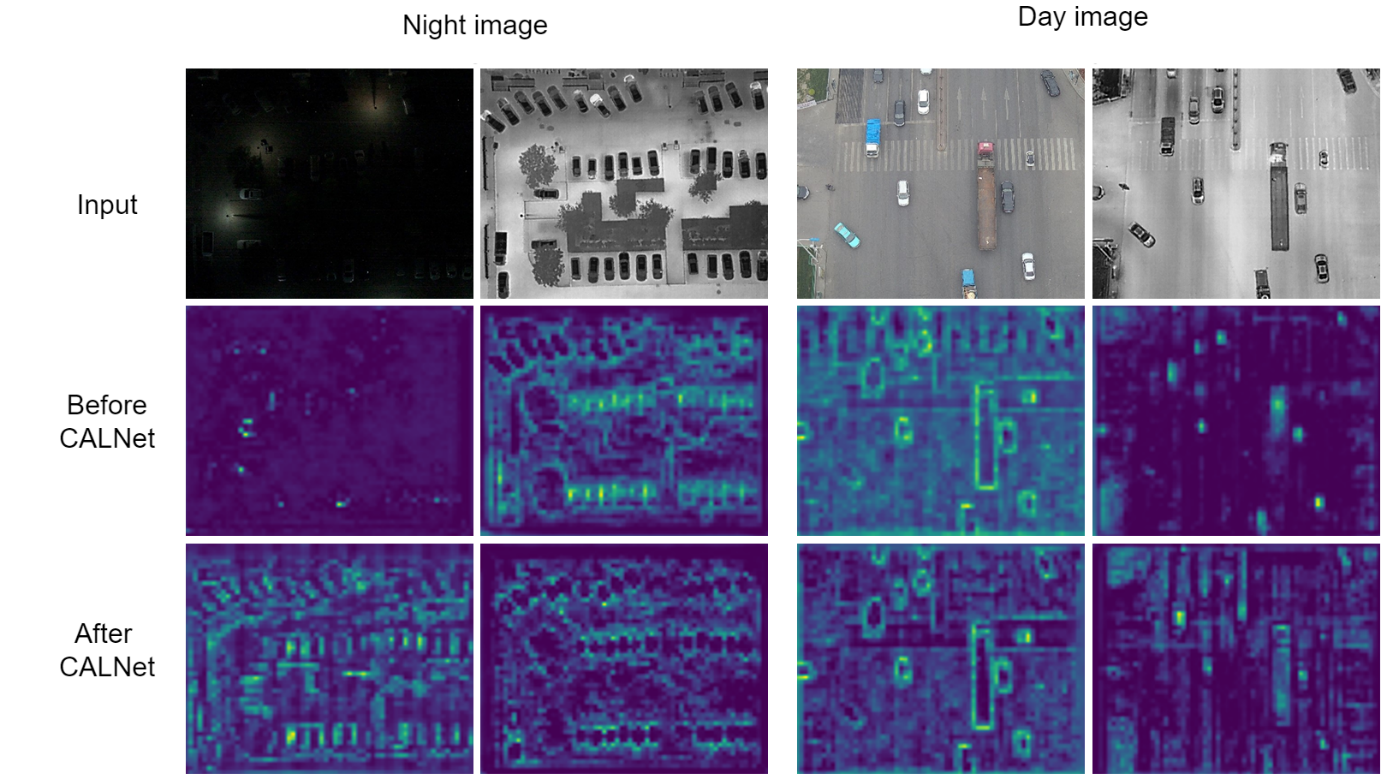 Night image
Day image
Input
Before
CALNet
After
CALNet